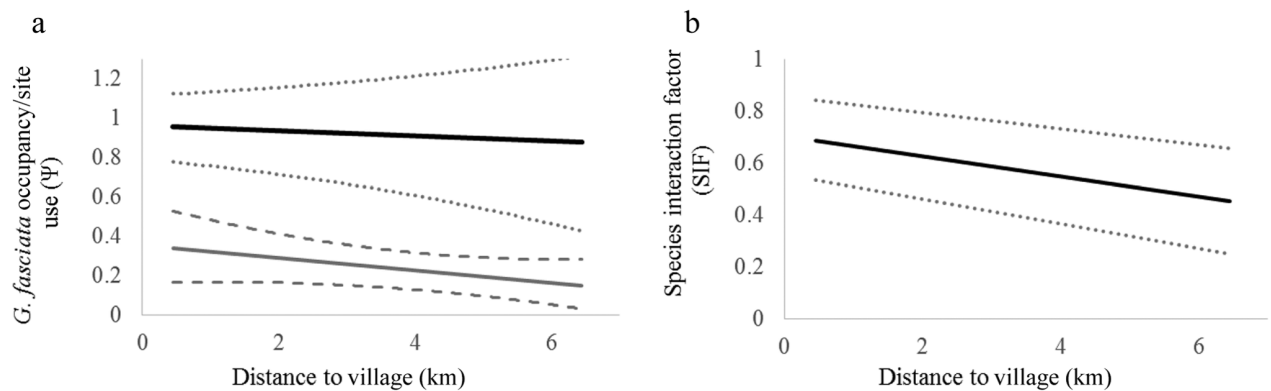 a
G. fasciata occupancy/site
use (Ψ)
1.2
1
0.8
0.6
0.4
0.2
0
0 2 4 6
Distance to village (km)
b
Species interaction factor
(SIF)
1
0.8
0.6
0.4
0.2
0
0 2 4 6
Distance to village (km)